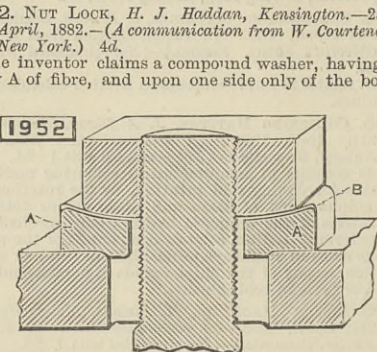 2. NUT LOCK, H. J. Haddan, Kensington.—2
April, 1882.—(A communication from W. Courten
New York.) 4d.
e inventor claims a compound washer, having
A of fibre, and upon one side only of the bo
1952
A
B
A